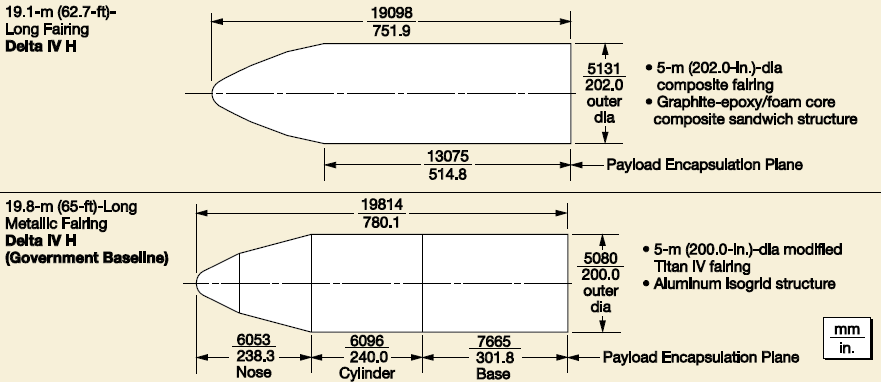 19.1-m (62.7-ft)-
Long Fairing
Delta IV H
19098
751.9
5131
202.0
outer
dia
• 5-m (202.0-in.)-dia
composite fairing
• Graphite-epoxy/foam core
composite sandwich structure
13075
514.8
Payload Encapsulation Plane
19.8-m (65-ft)-Long
Metallic Fairing
Delta IV H
(Government Baseline)
19814
780.1
5080
200.0
outer
dia
• 5-m (200.0-in.)-dia modified
Titan IV fairing
• Aluminum isogrid structure
6053
238.3
Nose
6096
240.0
Cylinder
7665
301.8
Base
Payload Encapsulation Plane
mm
in.